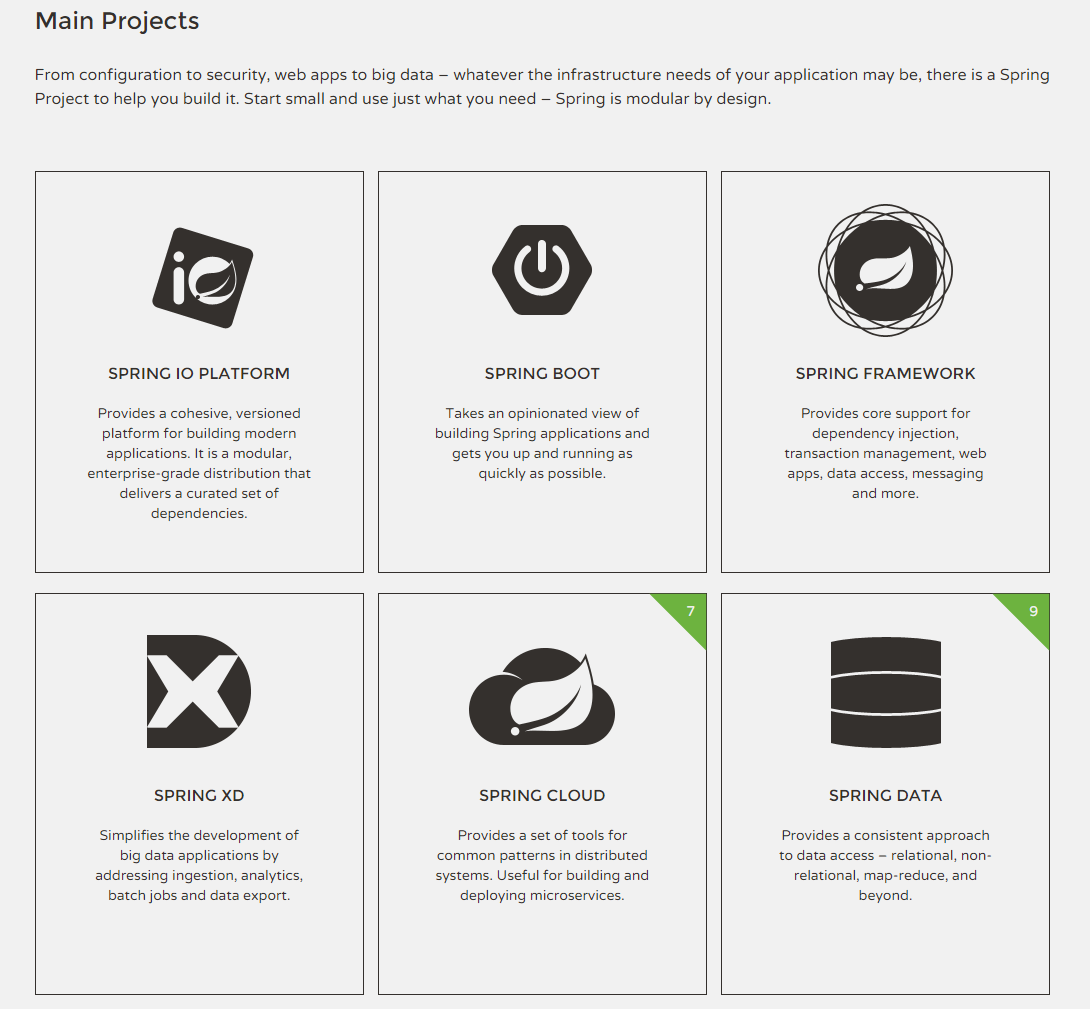 Main Projects
From configuration to security, web apps to big data – whatever the infrastructure needs of your application may be, there is a Spring
Project to help you build it. Start small and use just what you need – Spring is modular by design.
io
SPRING IO PLATFORM
Provides a cohesive, versioned
platform for building modern
applications. It is a modular,
enterprise-grade distribution that
delivers a curated set of
dependencies.
SPRING BOOT
Takes an opinionated view of
building Spring applications and
gets you up and running as
quickly as possible.
SPRING FRAMEWORK
Provides core support for
dependency injection,
transaction management, web
apps, data access, messaging
and more.
XD
SPRING XD
Simplifies the development of
big data applications by
addressing ingestion, analytics,
batch jobs and data export.
7
SPRING CLOUD
Provides a set of tools for
common patterns in distributed
systems. Useful for building and
deploying microservices.
9
SPRING DATA
Provides a consistent approach
to data access – relational, non-
relational, map-reduce, and
beyond.